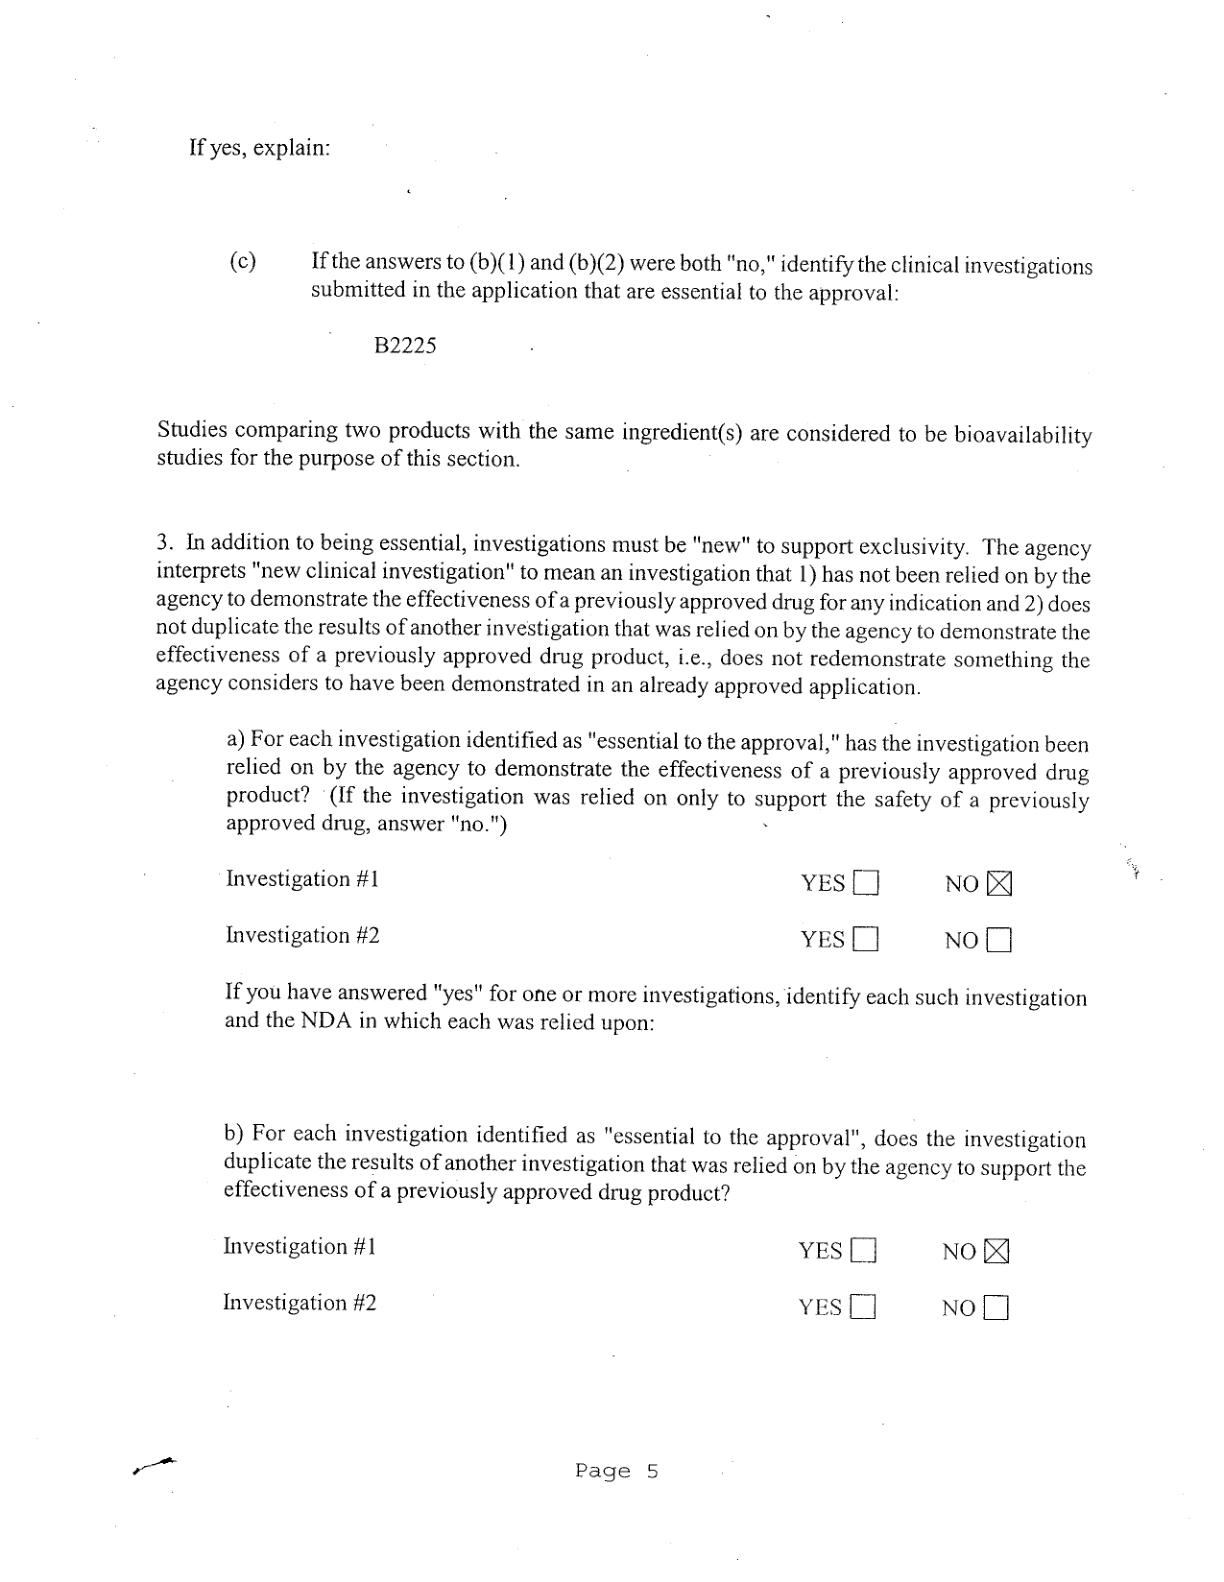 If yes, explain:
(c) If the answers to (b)(1) and (b)(2) were both "no," identify the clinical investigations
submitted in the application that are essential to the approval:
B2225
Studies comparing two products with the same ingredient(s) are considered to be bioavailability
studies for the purpose of this section.
3. In addition to being essential, investigations must be "new" to support exclusivity. The agency
interprets "new clinical investigation" to mean an investigation that 1) has not been relied on by the
agency to demonstrate the effectiveness of a previously approved drug for any indication and 2) does
not duplicate the results of another investigation that was relied on by the agency to demonstrate the
effectiveness of a previously approved drug product, i.e., does not redemonstrate something the
agency considers to have been demonstrated in an already approved application.
a) For each investigation identified as "essential to the approval," has the investigation been
relied on by the agency to demonstrate the effectiveness of a previously approved drug
product? (If the investigation was relied on only to support the safety of a previously
approved drug, answer "no.")
Investigation #1 YES ☐ NO ☒
Investigation #2 YES ☐ NO ☐
If you have answered "yes" for one or more investigations, identify each such investigation
and the NDA in which each was relied upon:
b) For each investigation identified as "essential to the approval", does the investigation
duplicate the results of another investigation that was relied on by the agency to support the
effectiveness of a previously approved drug product?
Investigation #1 YES ☐ NO ☒
Investigation #2 YES ☐ NO ☐
Page 5